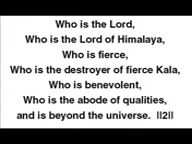 Who is the Lord,
Who is the Lord of Himalaya,
Who is fierce,
Who is the destroyer of fierce Kala,
Who is benevolent,
Who is the abode of qualities,
and is beyond the universe. ||2||